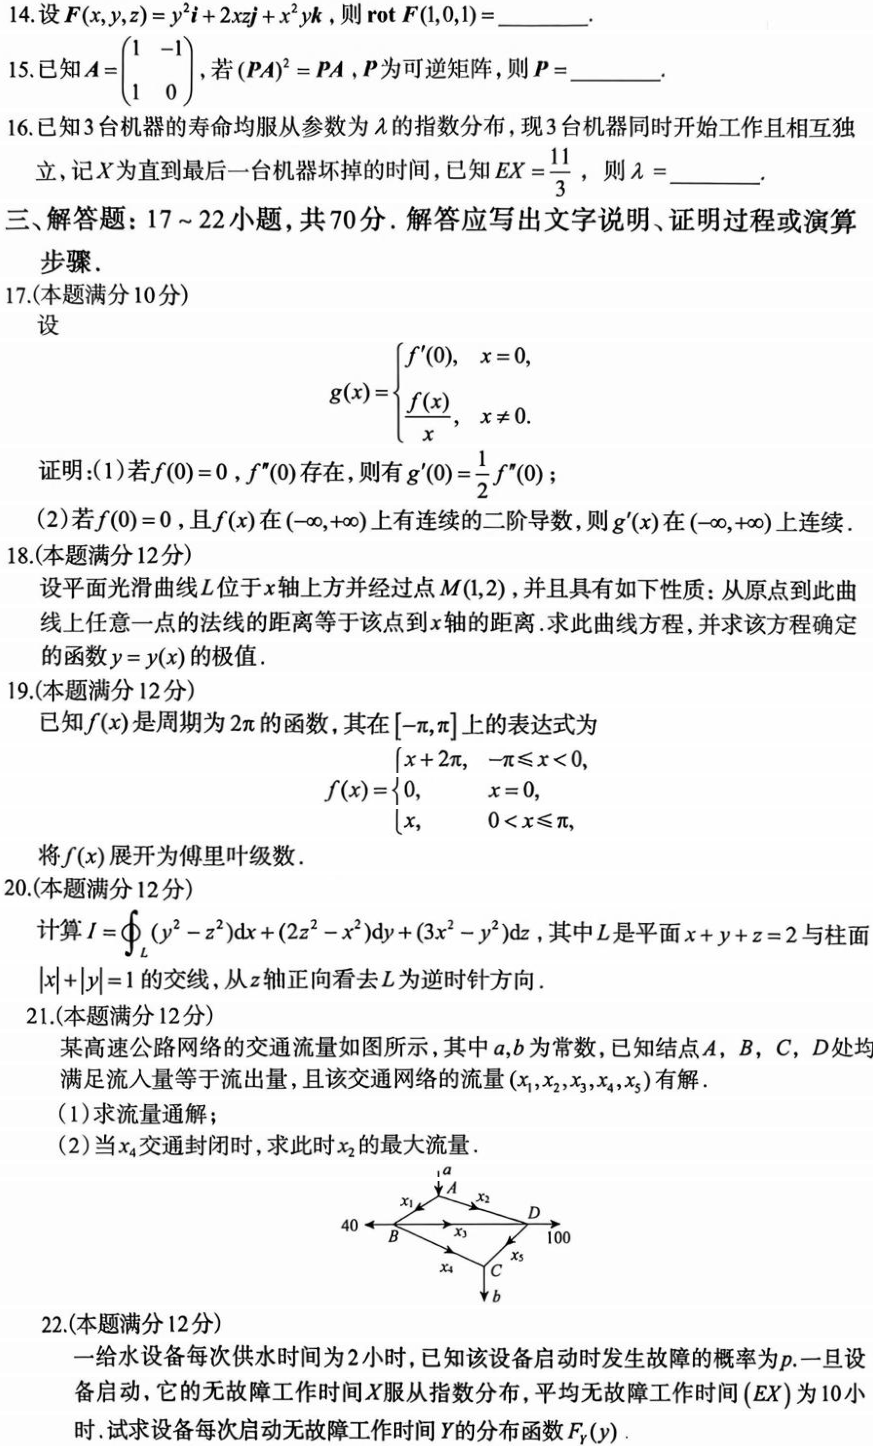 14.设 F(x,y,z)=y²i+2xzj+x²yk,则 rot F(1,0,1)=________.
15.已知 A=(1 -1; 1 0),若(PA)²=PA,P为可逆矩阵,则 P=________.
16.已知3台机器的寿命均服从参数为λ的指数分布,现3台机器同时开始工作且相互独
立,记X为直到最后一台机器坏掉的时间,已知 EX=11/3,则λ=________.
三、解答题:17~22小题,共70分.解答应写出文字说明、证明过程或演算
步骤.
17.(本题满分10分)
设
g(x)={f′(0), x=0,
f(x)/x, x≠0.
证明:(1)若f(0)=0,f″(0)存在,则有g′(0)=1/2 f″(0);
(2)若f(0)=0,且f(x)在(-∞,+∞)上有连续的二阶导数,则g′(x)在(-∞,+∞)上连续.
18.(本题满分12分)
设平面光滑曲线L位于x轴上方并经过点M(1,2),并且具有如下性质:从原点到此曲
线上任意一点的法线的距离等于该点到x轴的距离.求此曲线方程,并求该方程确定
的函数y=y(x)的极值.
19.(本题满分12分)
已知f(x)是周期为2π的函数,其在[-π,π]上的表达式为
f(x)={x+2π, -π≤x<0,
0, x=0,
x, 0<x≤π,
将f(x)展开为傅里叶级数.
20.(本题满分12分)
计算I=∮_L(y²-z²)dx+(2z²-x²)dy+(3x²-y²)dz,其中L是平面x+y+z=2与柱面
|x|+|y|=1的交线,从z轴正向看去L为逆时针方向.
21.(本题满分12分)
某高速公路网络的交通流量如图所示,其中a,b为常数,已知结点A,B,C,D处均
满足流入量等于流出量,且该交通网络的流量(x₁,x₂,x₃,x₄,x₅)有解.
(1)求流量通解;
(2)当x₄交通封闭时,求此时x₂的最大流量.
a
A
x₁ x₂
D
40 B x₃ 100
x₄ C x₅
b
22.(本题满分12分)
一给水设备每次供水时间为2小时,已知该设备启动时发生故障的概率为p.一旦设
备启动,它的无故障工作时间X服从指数分布,平均无故障工作时间(EX)为10小
时.试求设备每次启动无故障工作时间Y的分布函数F_Y(y).